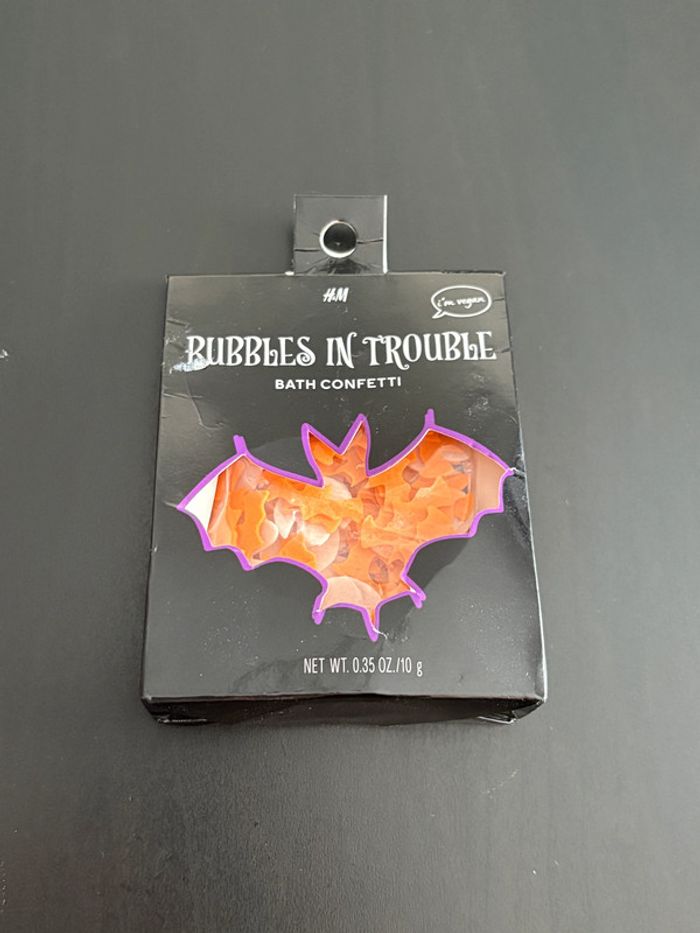 H&M
i'm vegan
BUBBLES IN TROUBLE
BATH CONFETTI
NET WT. 0.35 OZ./10 g